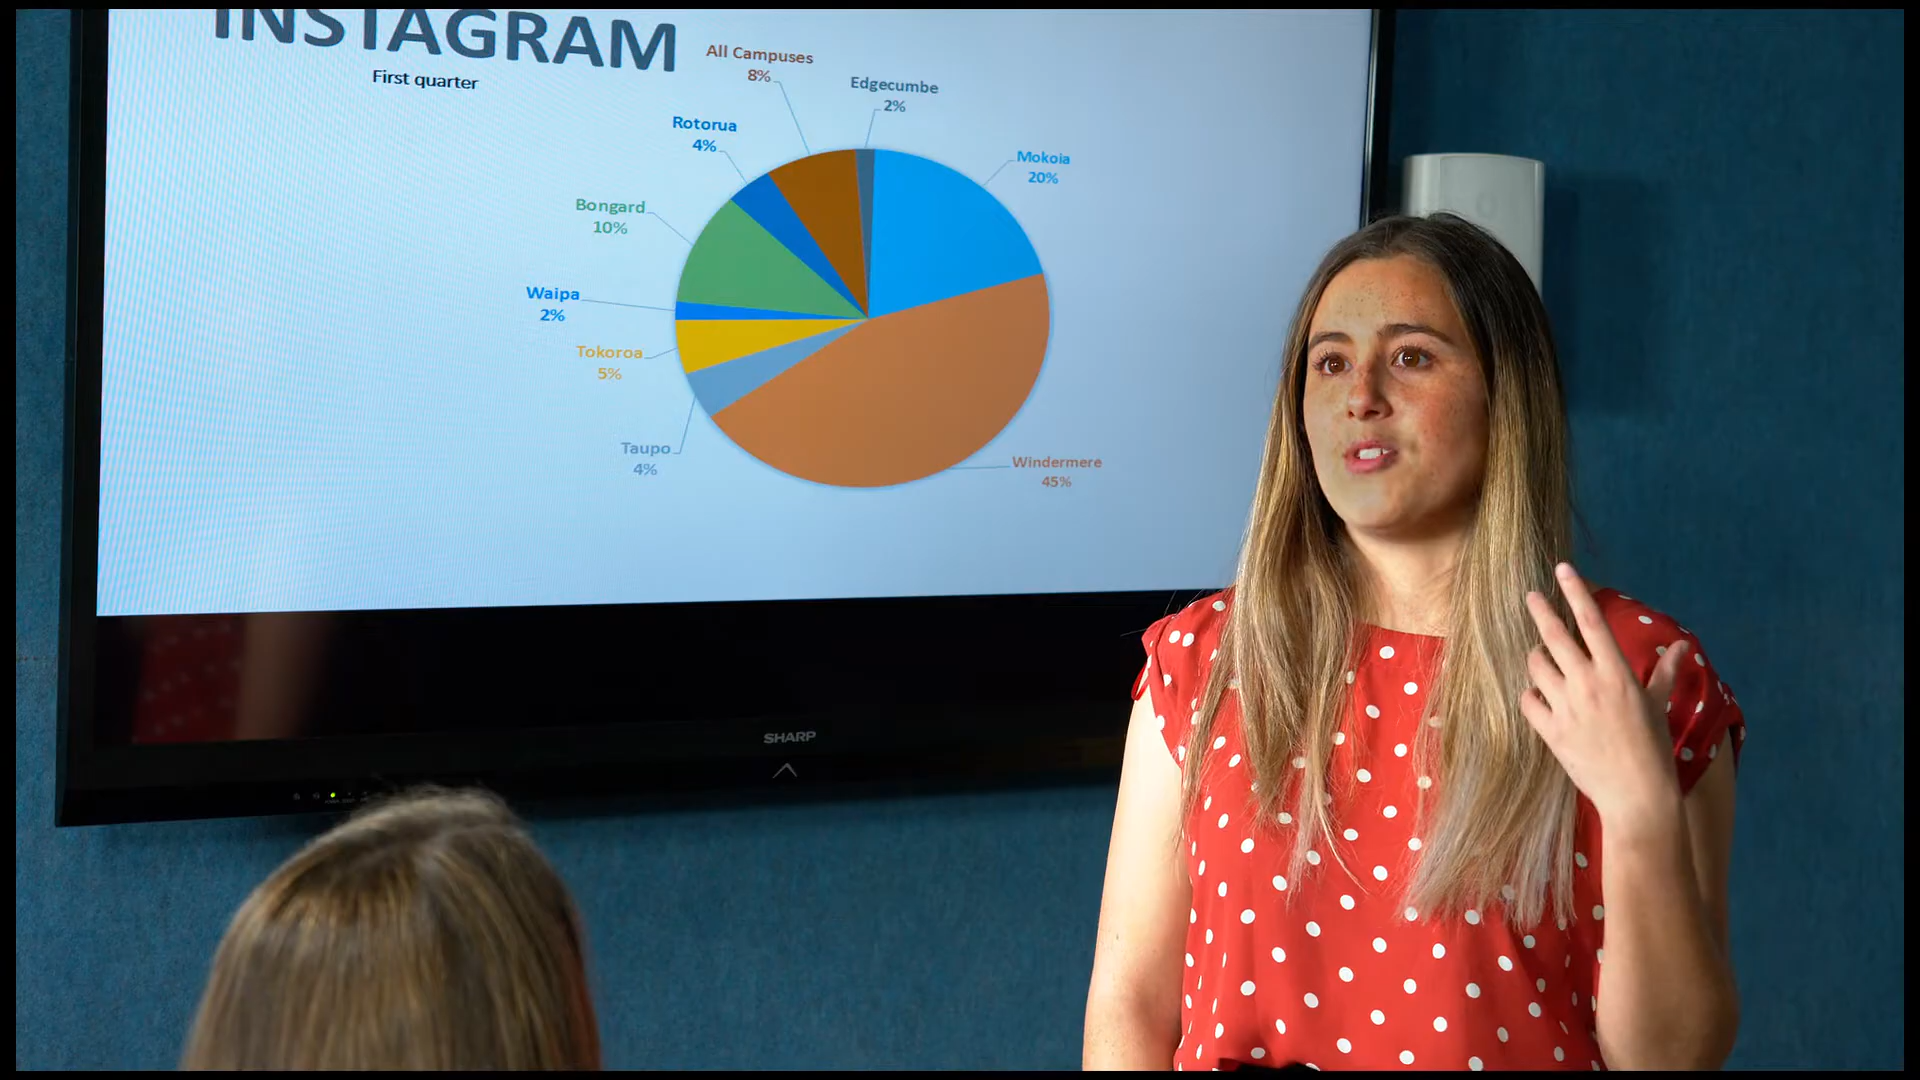 INSTAGRAM
First quarter
All Campuses
8%
Edgecumbe
2%
Rotorua
4%
Mokoia
20%
Bongard
10%
Waipa
2%
Tokoroa
5%
Taupo
4%
Windermere
45%
SHARP